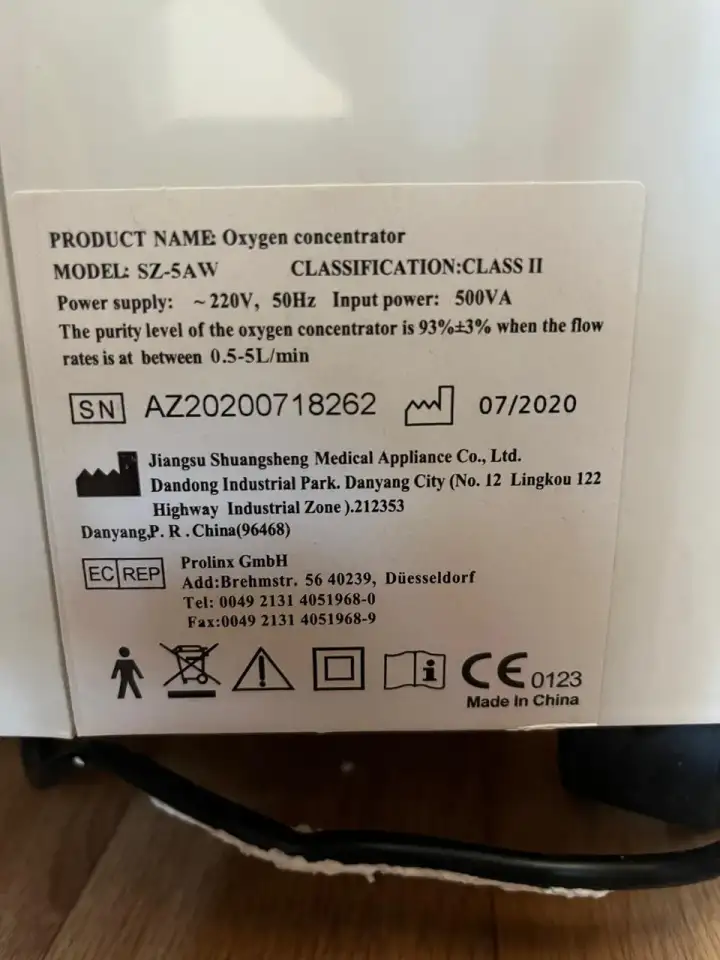 PRODUCT NAME: Oxygen concentrator
MODEL: SZ-5AW CLASSIFICATION:CLASS II
Power supply: ~220V, 50Hz Input power: 500VA
The purity level of the oxygen concentrator is 93%±3% when the flow
rates is at between 0.5-5L/min
SN AZ20200718262 07/2020
Jiangsu Shuangsheng Medical Appliance Co., Ltd.
Dandong Industrial Park. Danyang City (No. 12 Lingkou 122
Highway Industrial Zone ).212353
Danyang,P. R . China(96468)
EC REP Prolinx GmbH
Add:Brehmstr. 56 40239, Düesseldorf
Tel: 0049 2131 4051968-0
Fax:0049 2131 4051968-9
CE 0123
Made In China